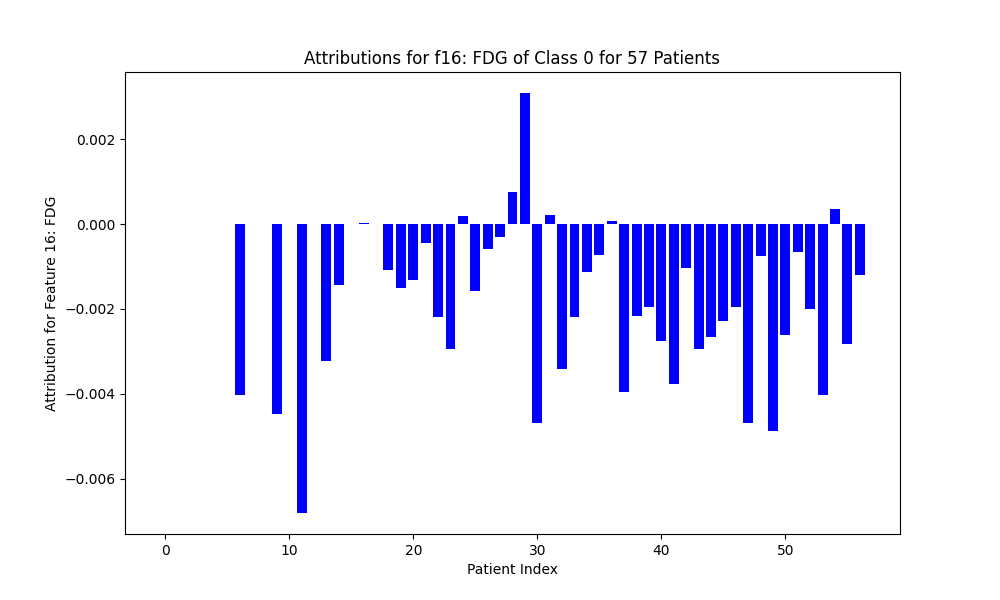 Attributions for f16: FDG of Class 0 for 57 Patients
Attribution for Feature 16: FDG
0.002
0.000
−0.002
−0.004
−0.006
0 10 20 30 40 50
Patient Index